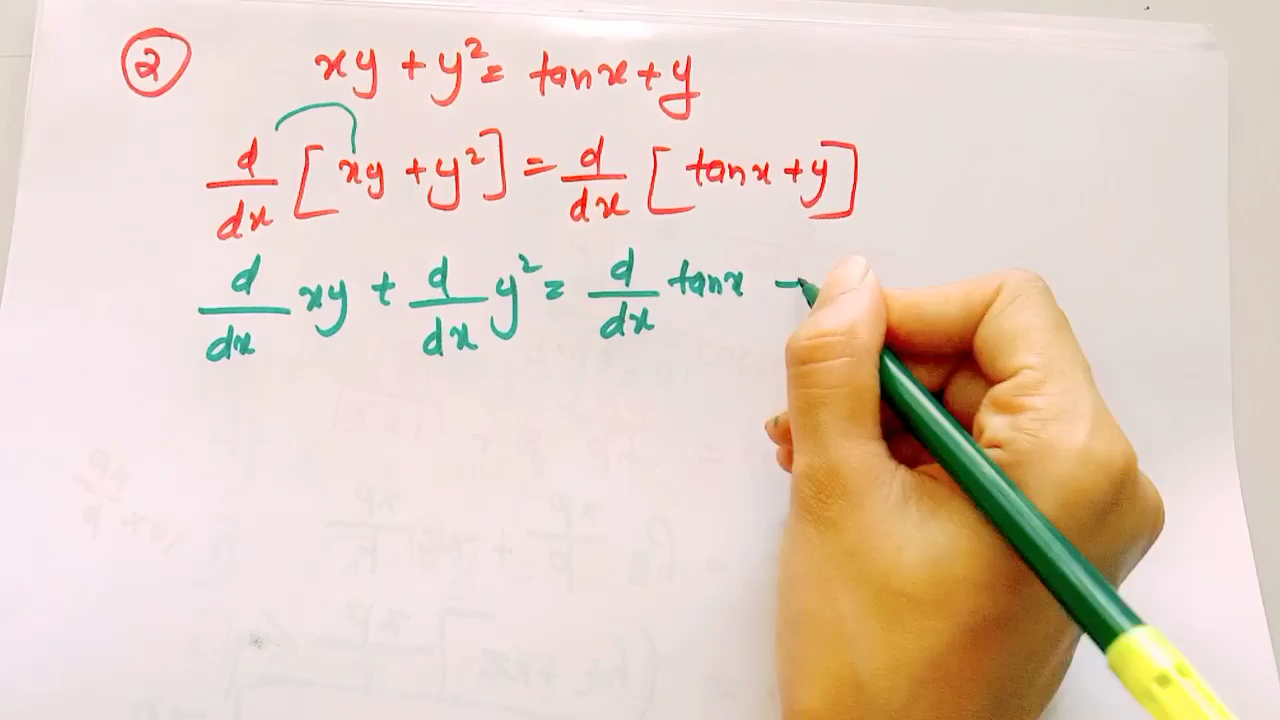 ② xy + y² = tanx + y
d/dx [xy + y²] = d/dx [tanx + y]
d/dx xy + d/dx y² = d/dx tanx -